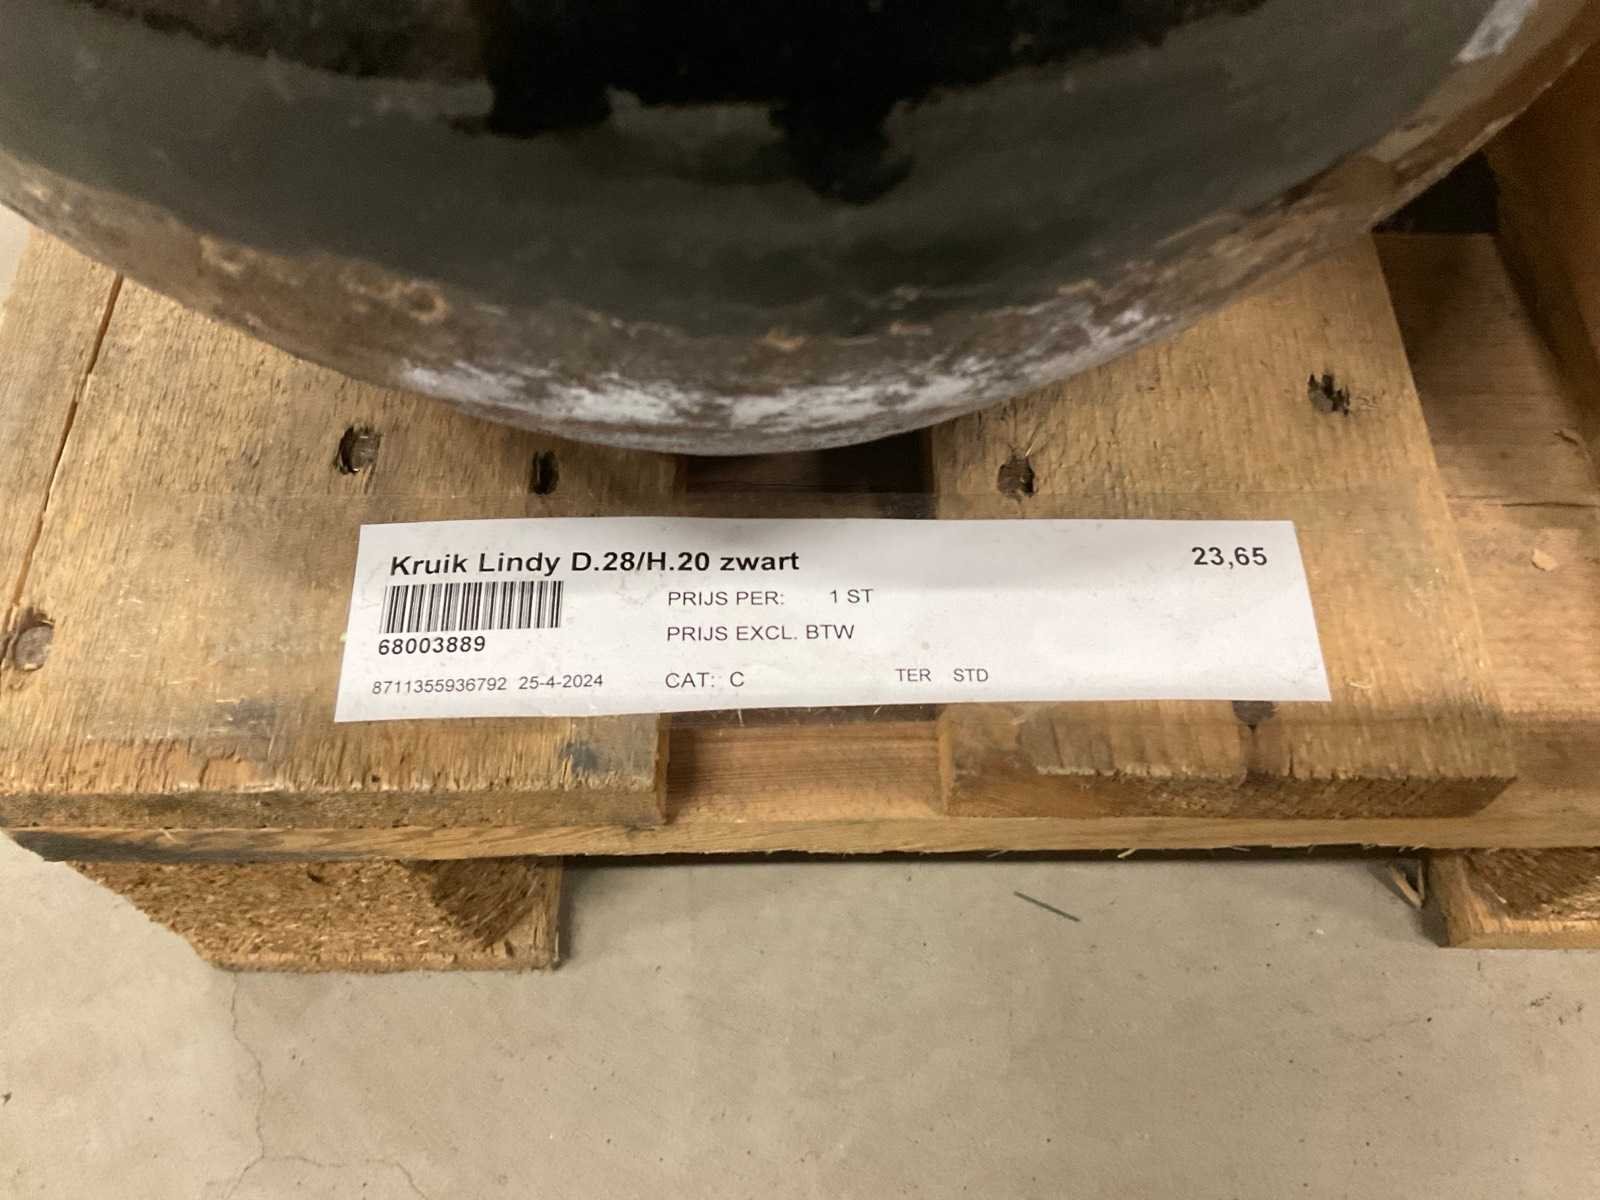 Kruik Lindy D.28/H.20 zwart 23,65
PRIJS PER: 1 ST
68003889 PRIJS EXCL. BTW
8711355936792 25-4-2024 CAT: C TER STD